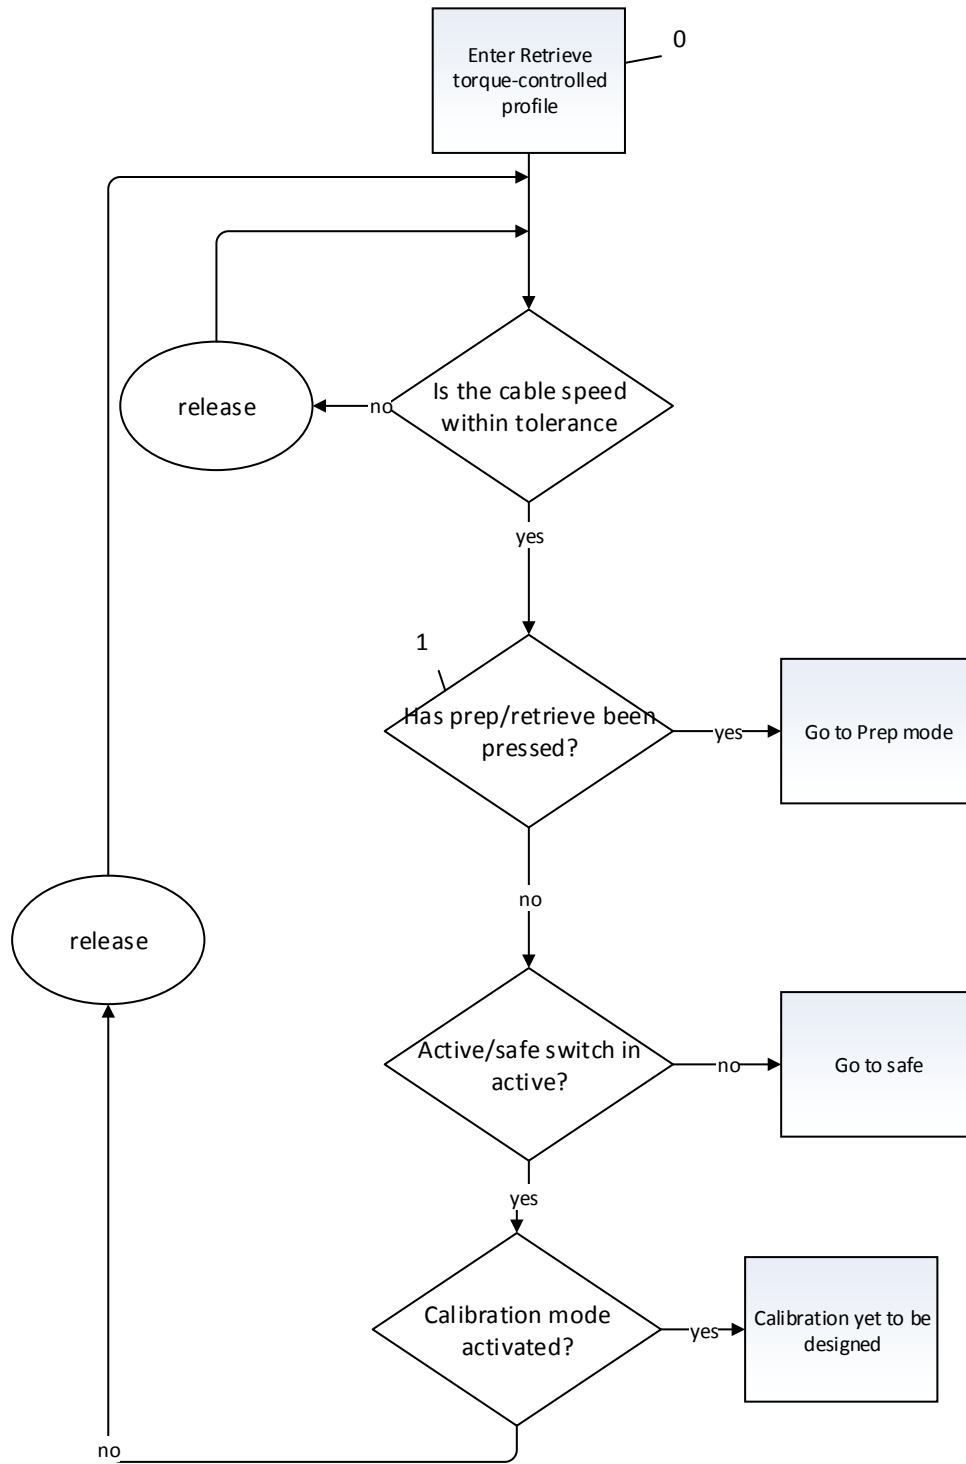 Enter Retrieve
torque-controlled
profile
0
Is the cable speed
within tolerance
no
release
yes
1
Has prep/retrieve been
pressed?
yes
Go to Prep mode
no
release
Active/safe switch in
active?
no
Go to safe
yes
Calibration mode
activated?
yes
Calibration yet to be
designed
no